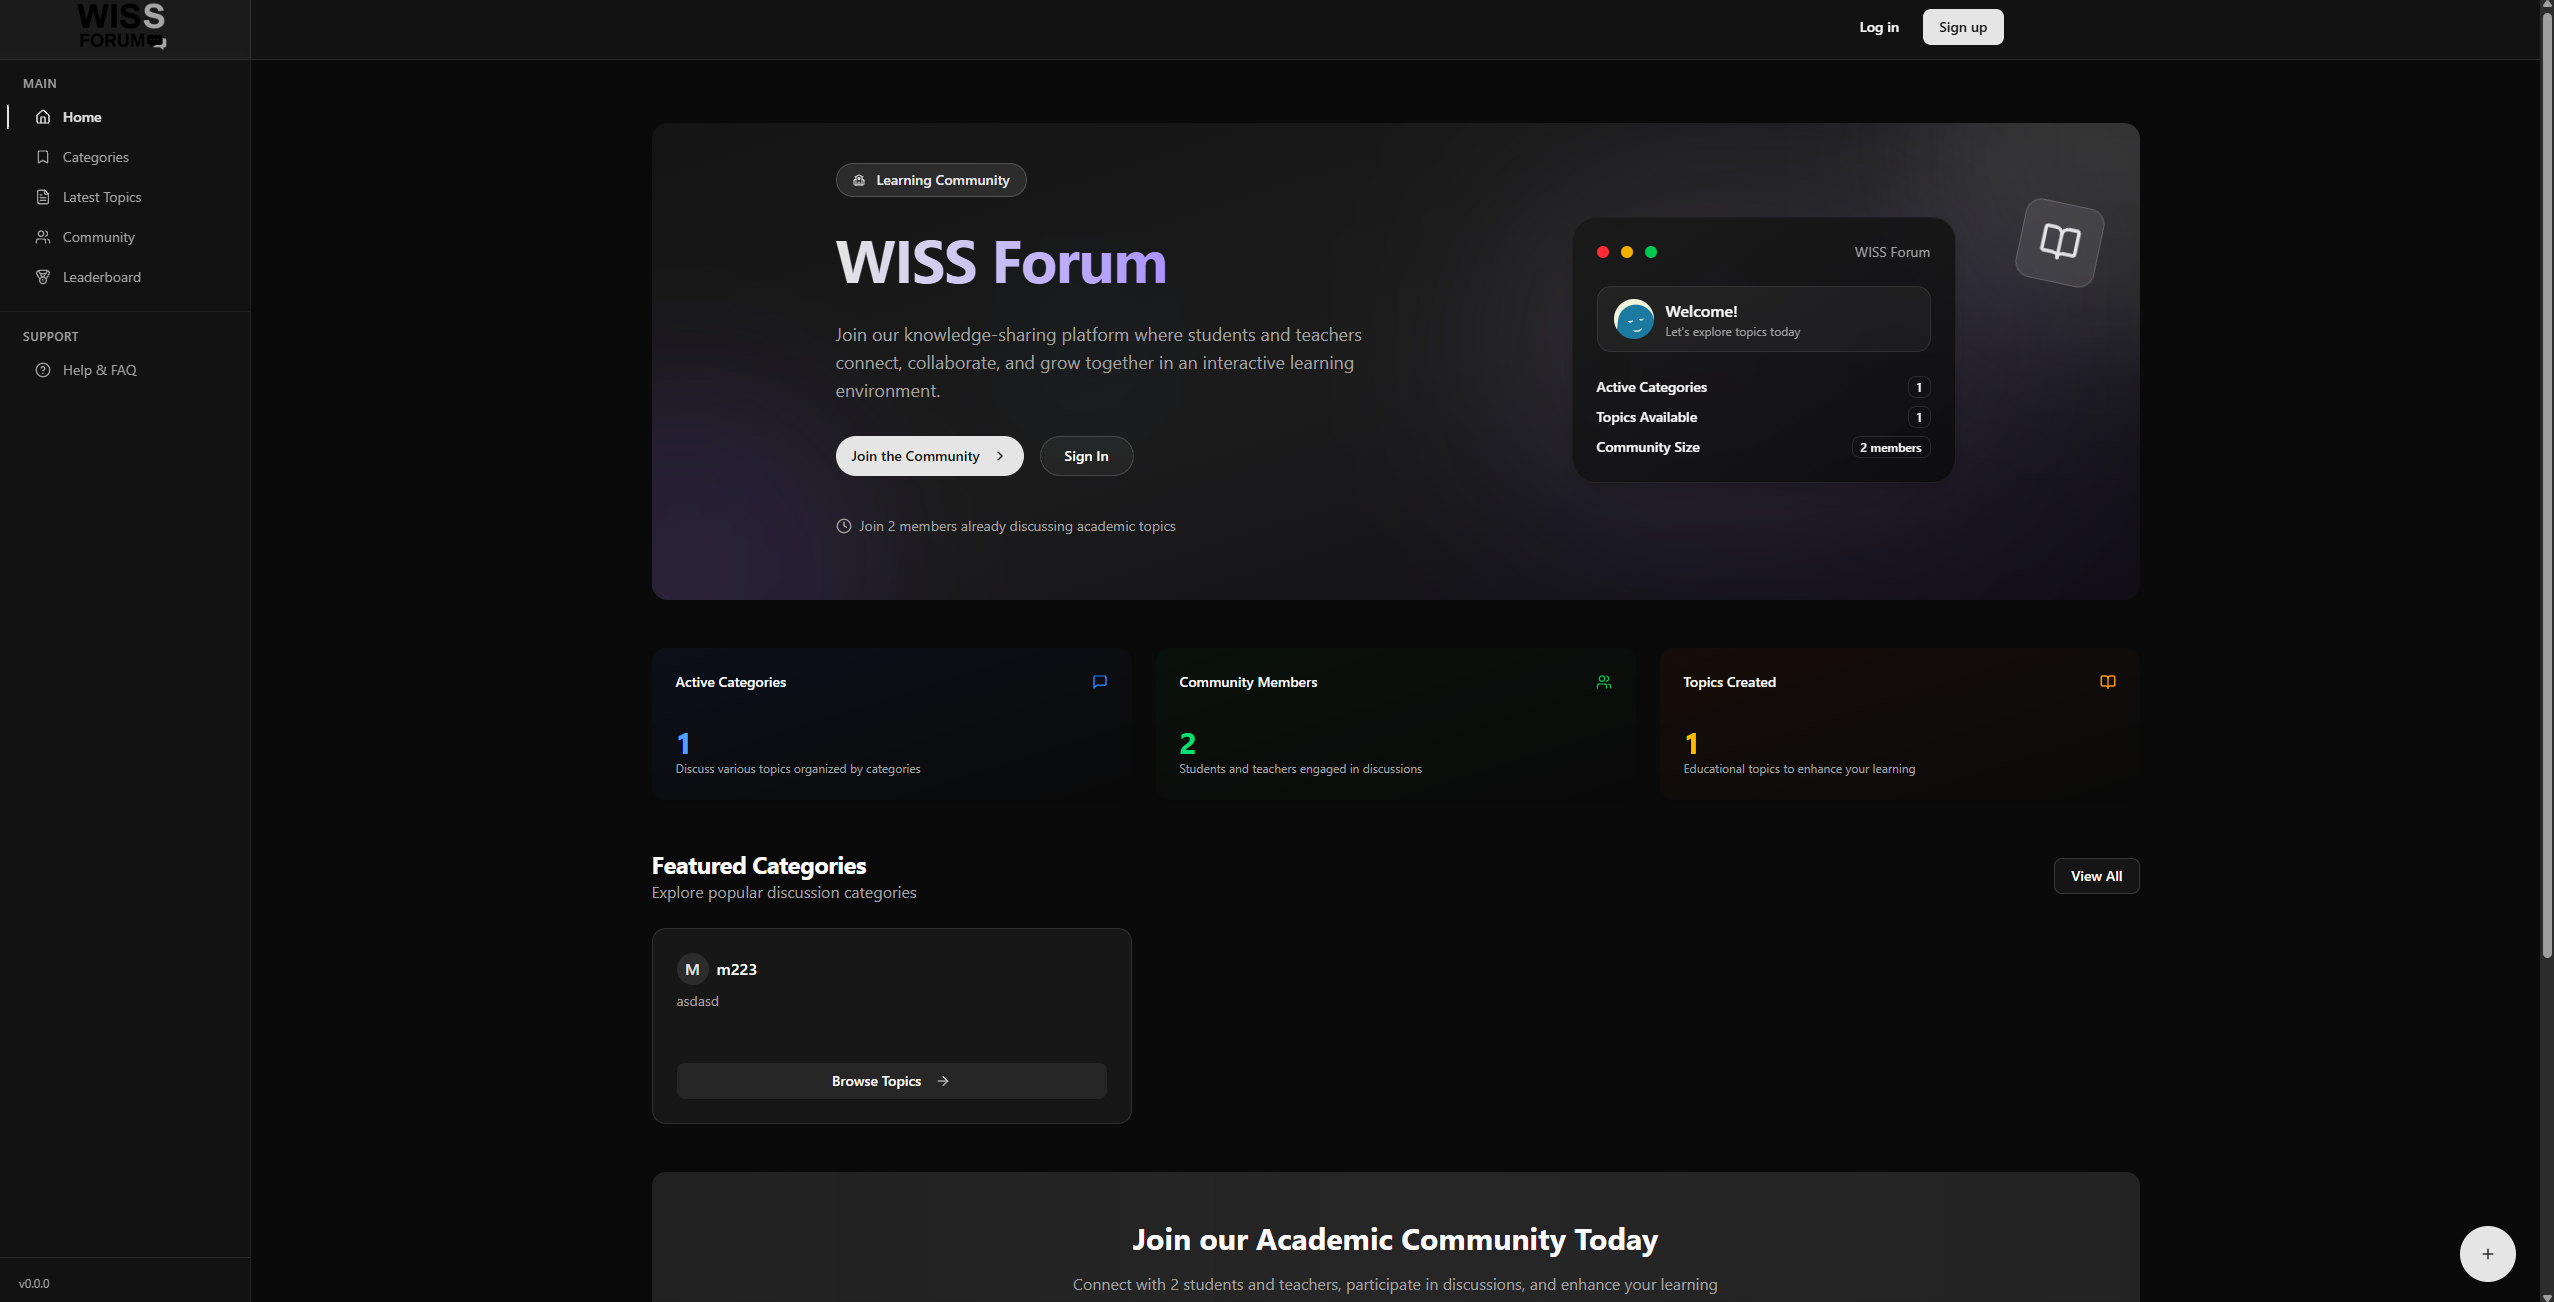 WISS
FORUM
Log in
Sign up
MAIN
Home
Categories
Latest Topics
Community
Leaderboard
SUPPORT
Help & FAQ
Learning Community
WISS Forum
Join our knowledge-sharing platform where students and teachers
connect, collaborate, and grow together in an interactive learning
environment.
Join the Community
Sign In
Join 2 members already discussing academic topics
WISS Forum
Welcome!
Let's explore topics today
Active Categories
1
Topics Available
1
Community Size
2 members
Active Categories
1
Discuss various topics organized by categories
Community Members
2
Students and teachers engaged in discussions
Topics Created
1
Educational topics to enhance your learning
Featured Categories
Explore popular discussion categories
View All
M m223
asdasd
Browse Topics
Join our Academic Community Today
Connect with 2 students and teachers, participate in discussions, and enhance your learning
+
v0.0.0